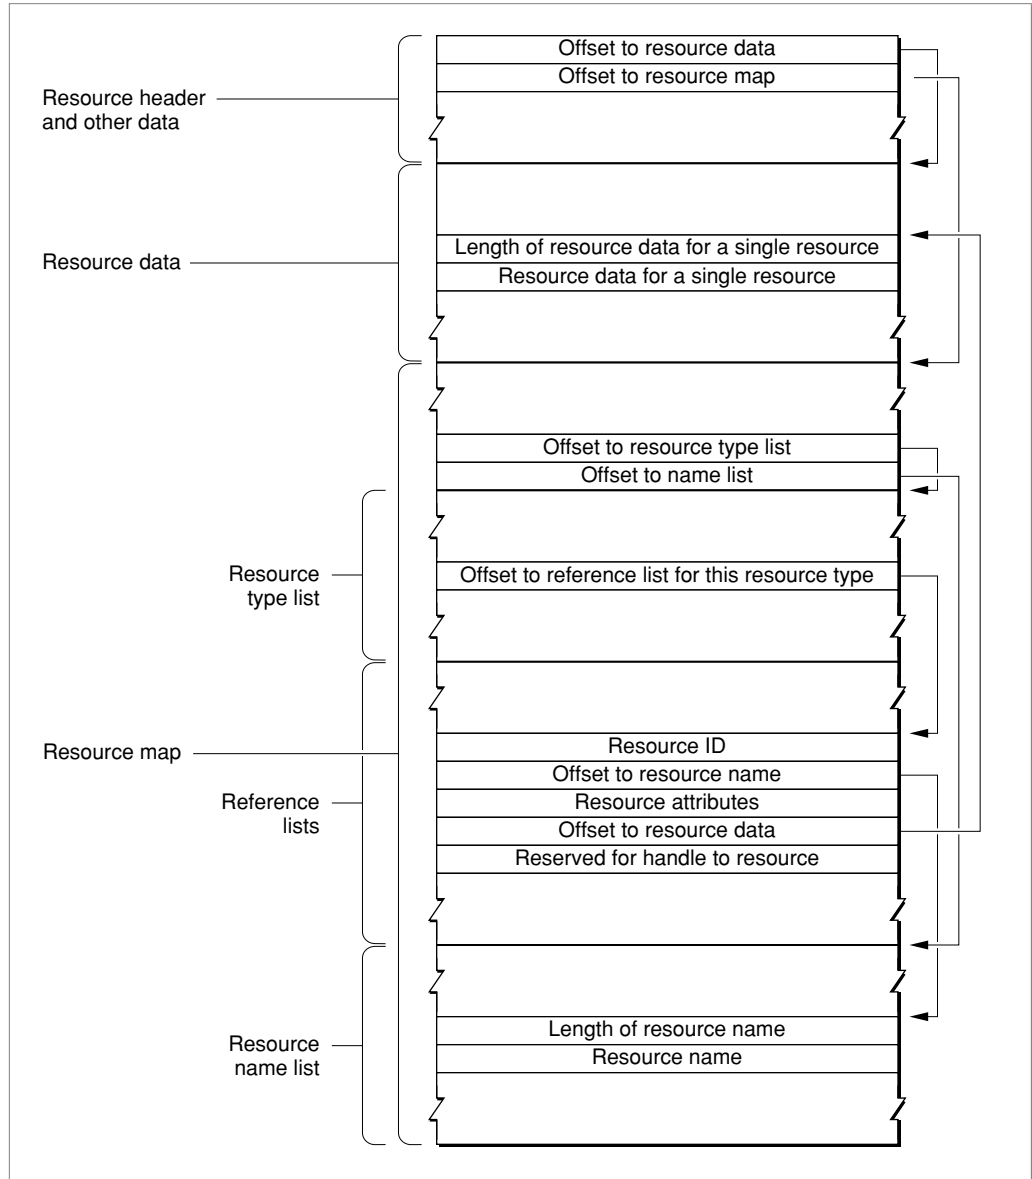 Offset to resource data
Offset to resource map
Resource header
and other data
Length of resource data for a single resource
Resource data
Resource data for a single resource
Offset to resource type list
Offset to name list
Resource
type list
Offset to reference list for this resource type
Resource map
Resource ID
Offset to resource name
Reference
lists
Resource attributes
Offset to resource data
Reserved for handle to resource
Resource
name list
Length of resource name
Resource name